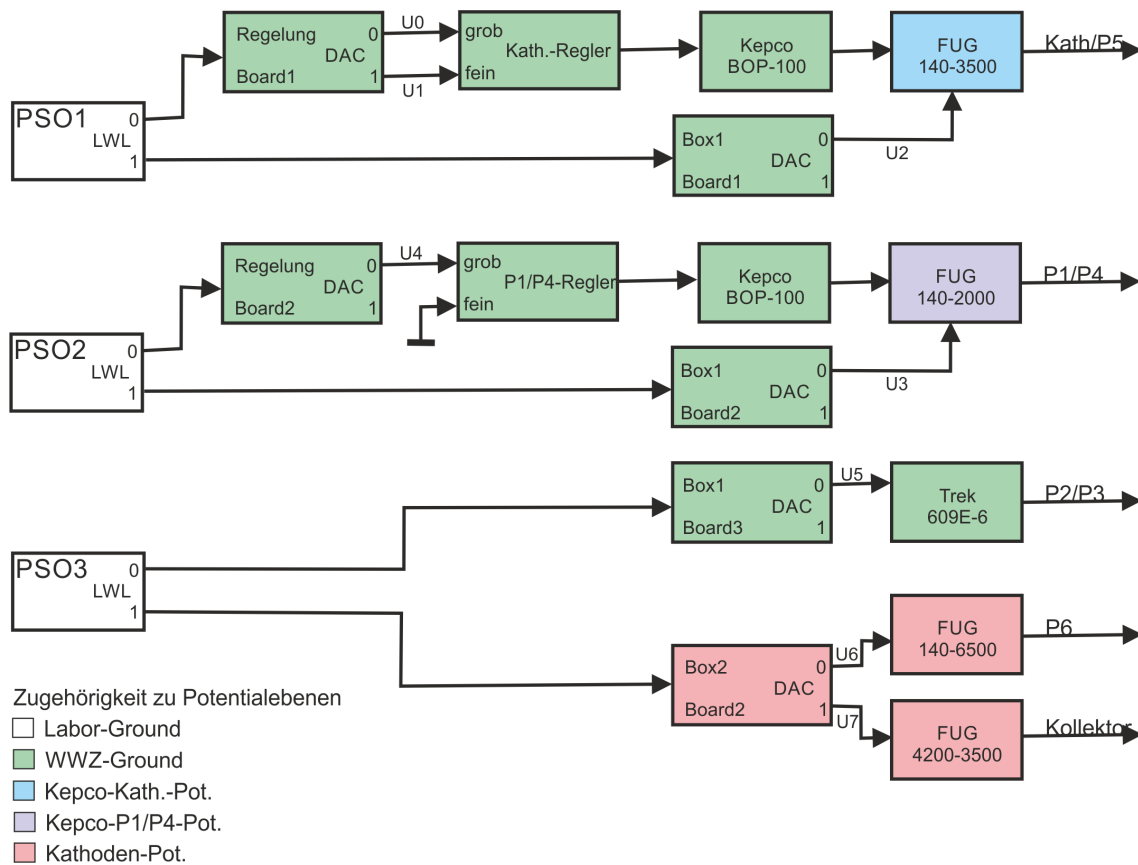 U0
Regelung 0
DAC
Board1 1
U1
grob
Kath.-Regler
fein
Kepco
BOP-100
FUG
140-3500
Kath/P5
PSO1 0
LWL
1
Box1 0
DAC
Board1 1
U2
Regelung 0
DAC
Board2 1
U4
grob
P1/P4-Regler
fein
Kepco
BOP-100
FUG
140-2000
P1/P4
PSO2 0
LWL
1
Box1 0
DAC
Board2 1
U3
Box1 0
DAC
Board3 1
U5
Trek
609E-6
P2/P3
PSO3 0
LWL
1
Box2 0
DAC
Board2 1
U6
U7
FUG
140-6500
P6
FUG
4200-3500
Kollektor
Zugehörigkeit zu Potentialebenen
Labor-Ground
WWZ-Ground
Kepco-Kath.-Pot.
Kepco-P1/P4-Pot.
Kathoden-Pot.